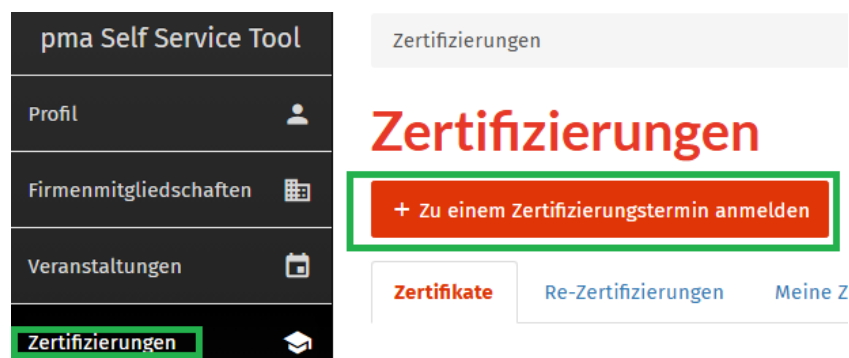 pma Self Service Tool
Profil
Firmenmitgliedschaften
Veranstaltungen
Zertifizierungen
Zertifizierungen
Zertifizierungen
+ Zu einem Zertifizierungstermin anmelden
Zertifikate Re-Zertifizierungen Meine Z